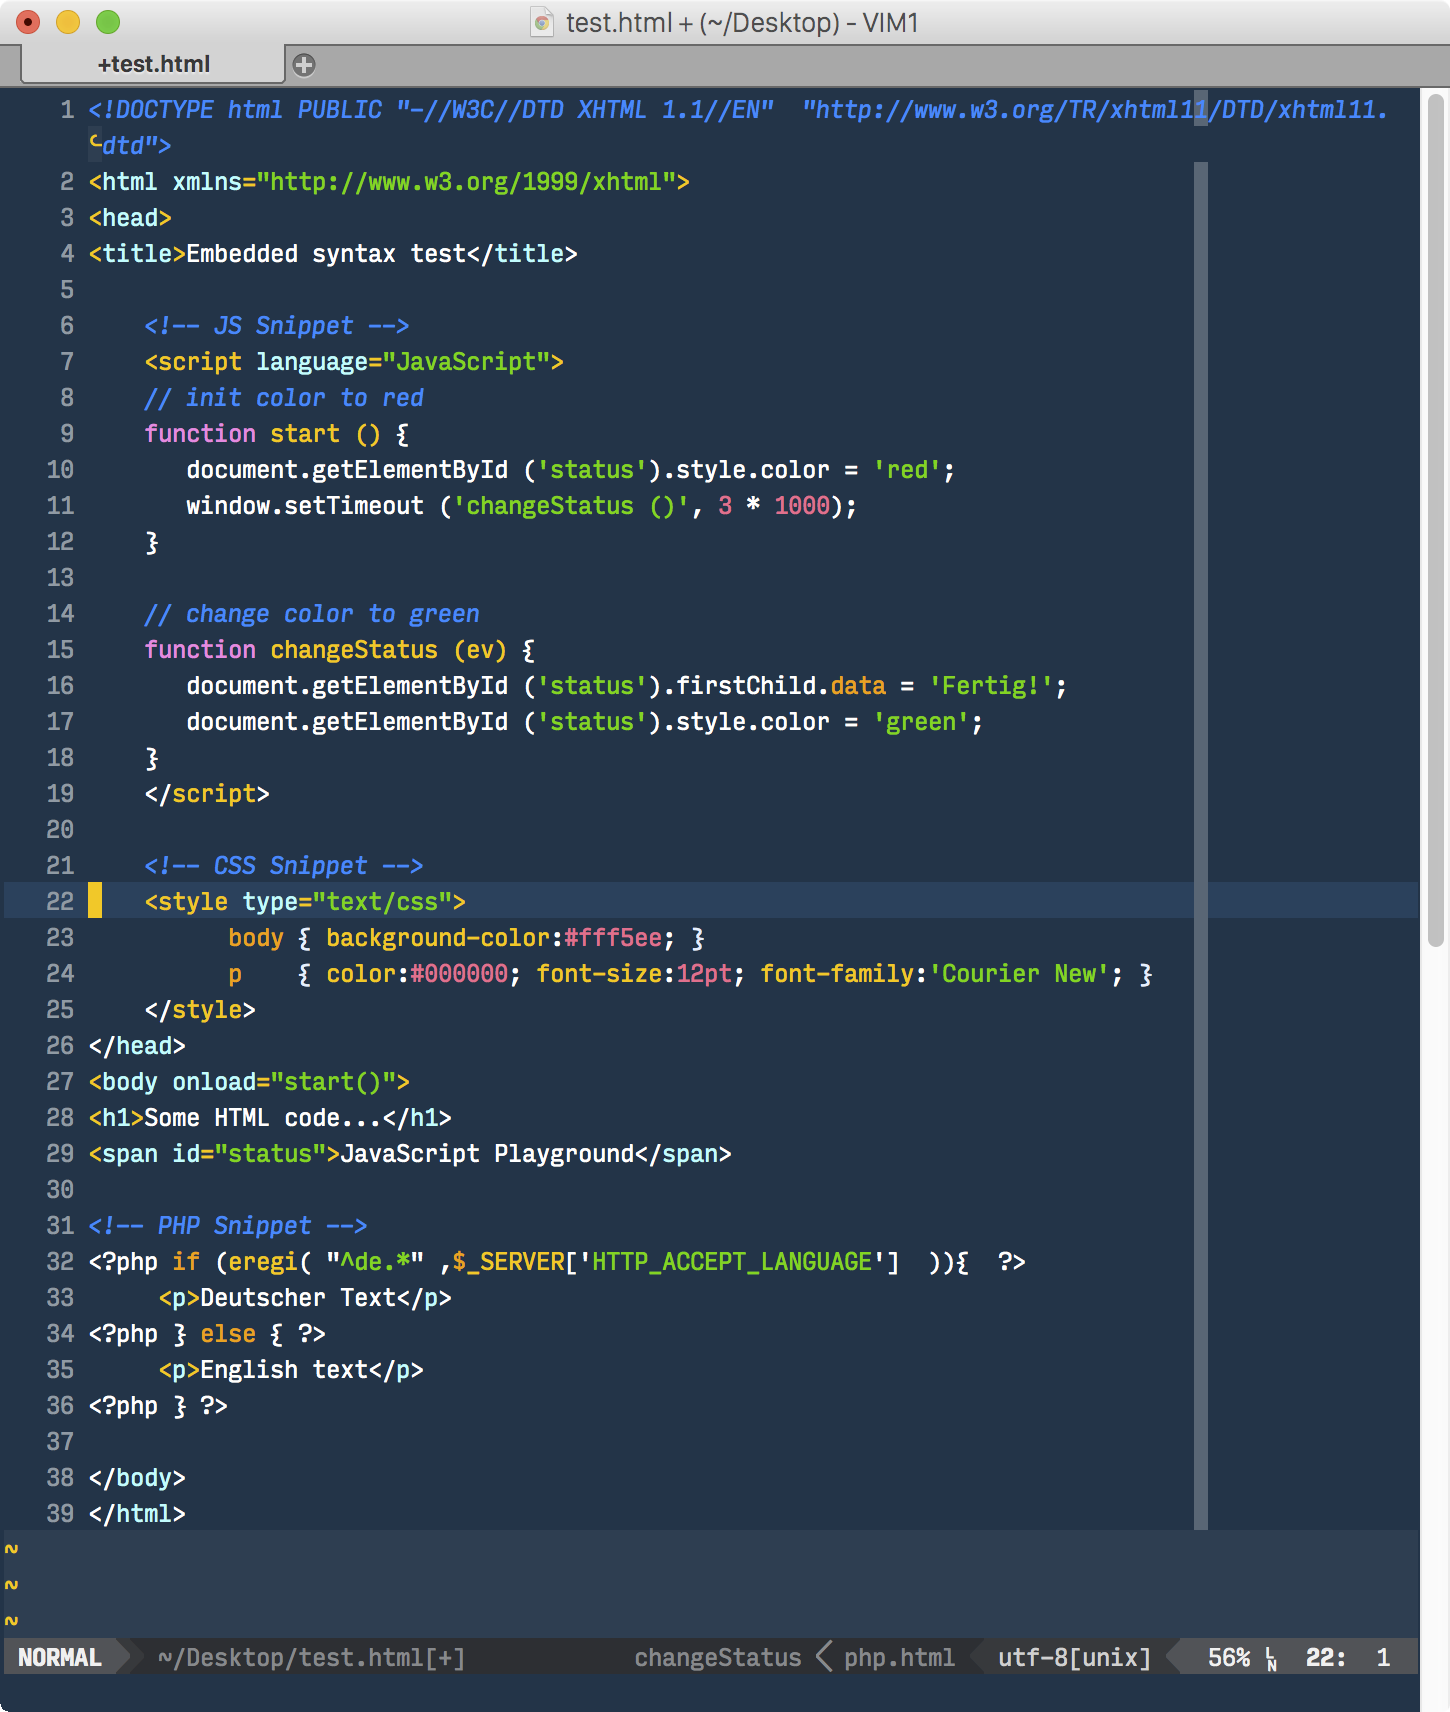 test.html + (~/Desktop) - VIM1
+test.html
1 <!DOCTYPE html PUBLIC "-//W3C//DTD XHTML 1.1//EN"  "http://www.w3.org/TR/xhtml11/DTD/xhtml11.
dtd">
2 <html xmlns="http://www.w3.org/1999/xhtml">
3 <head>
4 <title>Embedded syntax test</title>
5
6     <!-- JS Snippet -->
7     <script language="JavaScript">
8     // init color to red
9     function start () {
10        document.getElementById ('status').style.color = 'red';
11        window.setTimeout ('changeStatus ()', 3 * 1000);
12     }
13
14     // change color to green
15     function changeStatus (ev) {
16        document.getElementById ('status').firstChild.data = 'Fertig!';
17        document.getElementById ('status').style.color = 'green';
18     }
19     </script>
20
21     <!-- CSS Snippet -->
22     <style type="text/css">
23           body { background-color:#fff5ee; }
24           p    { color:#000000; font-size:12pt; font-family:'Courier New'; }
25     </style>
26 </head>
27 <body onload="start()">
28 <h1>Some HTML code...</h1>
29 <span id="status">JavaScript Playground</span>
30
31 <!-- PHP Snippet -->
32 <?php if (eregi( "^de.*" ,$_SERVER['HTTP_ACCEPT_LANGUAGE']  )){  ?>
33      <p>Deutscher Text</p>
34 <?php } else { ?>
35      <p>English text</p>
36 <?php } ?>
37
38 </body>
39 </html>
~
~
~
NORMAL ~/Desktop/test.html[+] changeStatus php.html utf-8[unix] 56% LN 22: 1